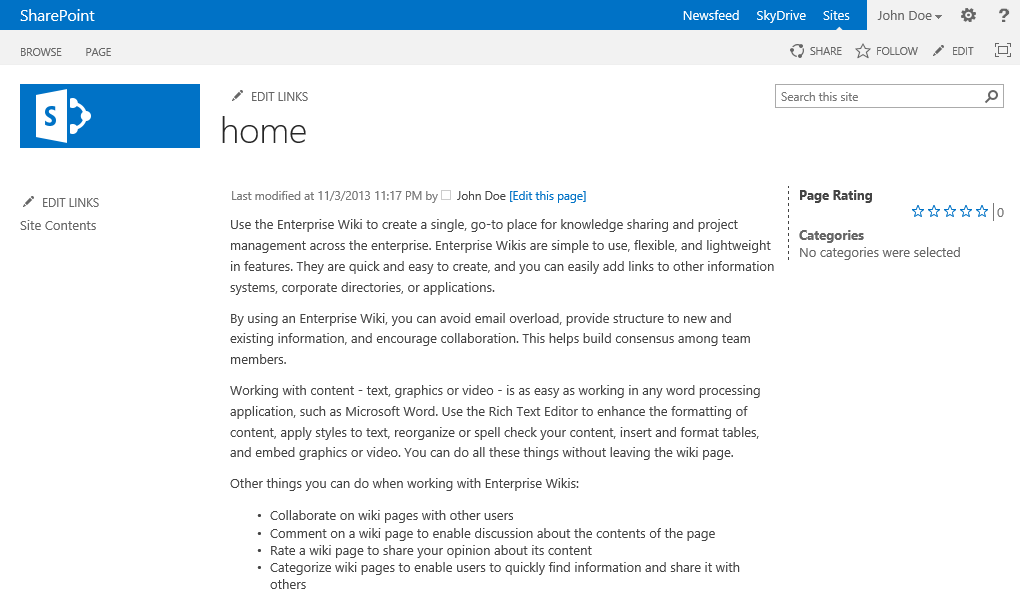 SharePoint Newsfeed SkyDrive Sites John Doe ?
BROWSE PAGE SHARE FOLLOW EDIT
S
EDIT LINKS
Search this site
home
EDIT LINKS
Site Contents
Last modified at 11/3/2013 11:17 PM by John Doe [Edit this page]
Use the Enterprise Wiki to create a single, go-to place for knowledge sharing and project
management across the enterprise. Enterprise Wikis are simple to use, flexible, and lightweight
in features. They are quick and easy to create, and you can easily add links to other information
systems, corporate directories, or applications.
By using an Enterprise Wiki, you can avoid email overload, provide structure to new and
existing information, and encourage collaboration. This helps build consensus among team
members.
Working with content - text, graphics or video - is as easy as working in any word processing
application, such as Microsoft Word. Use the Rich Text Editor to enhance the formatting of
content, apply styles to text, reorganize or spell check your content, insert and format tables,
and embed graphics or video. You can do all these things without leaving the wiki page.
Other things you can do when working with Enterprise Wikis:
• Collaborate on wiki pages with other users
• Comment on a wiki page to enable discussion about the contents of the page
• Rate a wiki page to share your opinion about its content
• Categorize wiki pages to enable users to quickly find information and share it with
others
Page Rating
0
Categories
No categories were selected